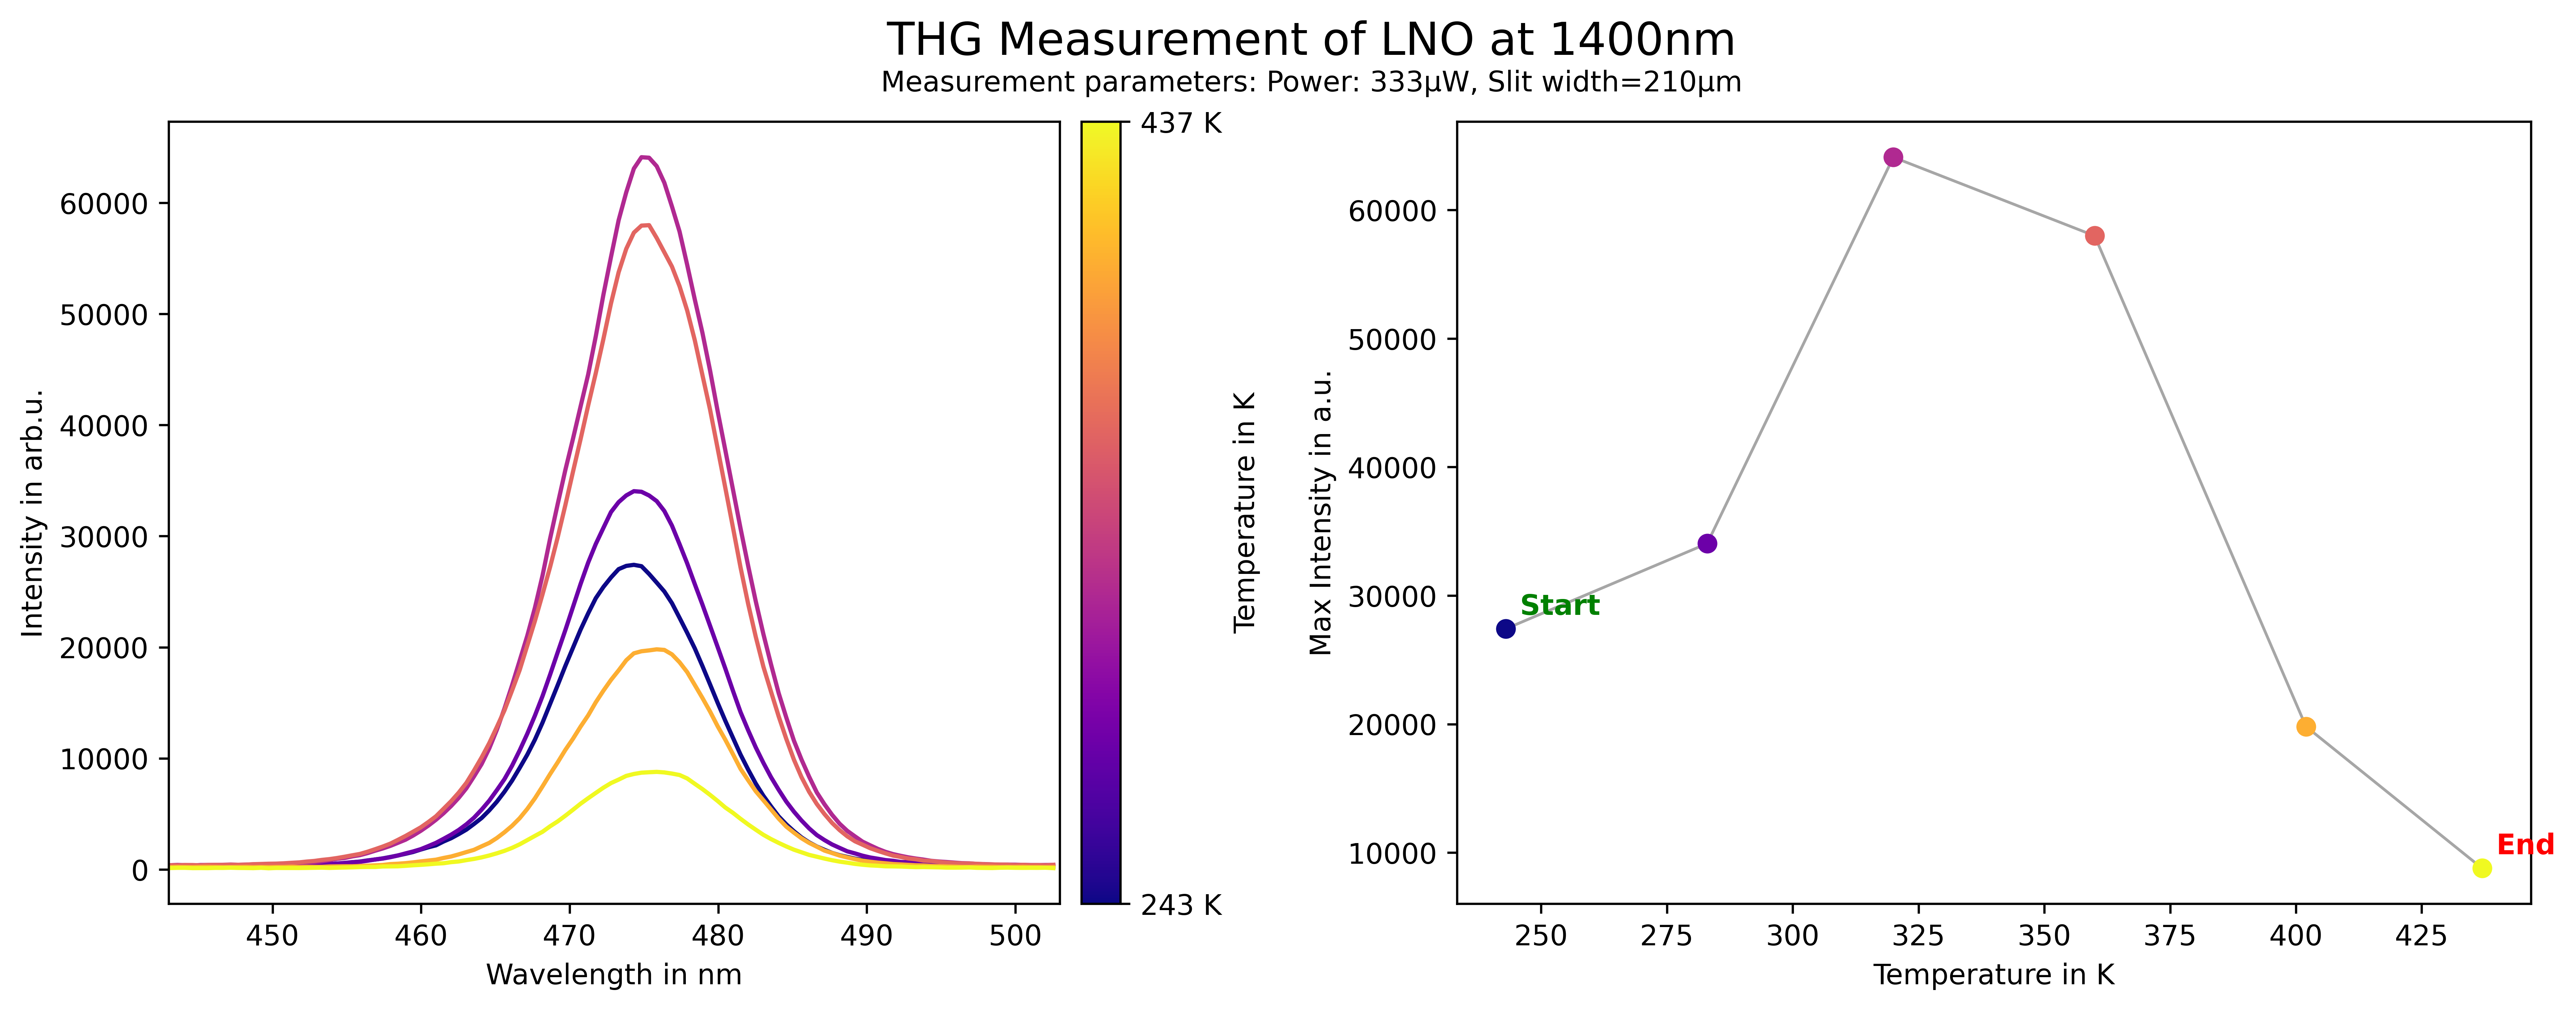 THG Measurement of LNO at 1400nm
Measurement parameters: Power: 333μW, Slit width=210μm
Intensity in arb.u.
60000
50000
40000
30000
20000
10000
0
450 460 470 480 490 500
Wavelength in nm
437 K
243 K
Temperature in K
Max Intensity in a.u.
60000
50000
40000
30000
20000
10000
Start
End
250 275 300 325 350 375 400 425
Temperature in K